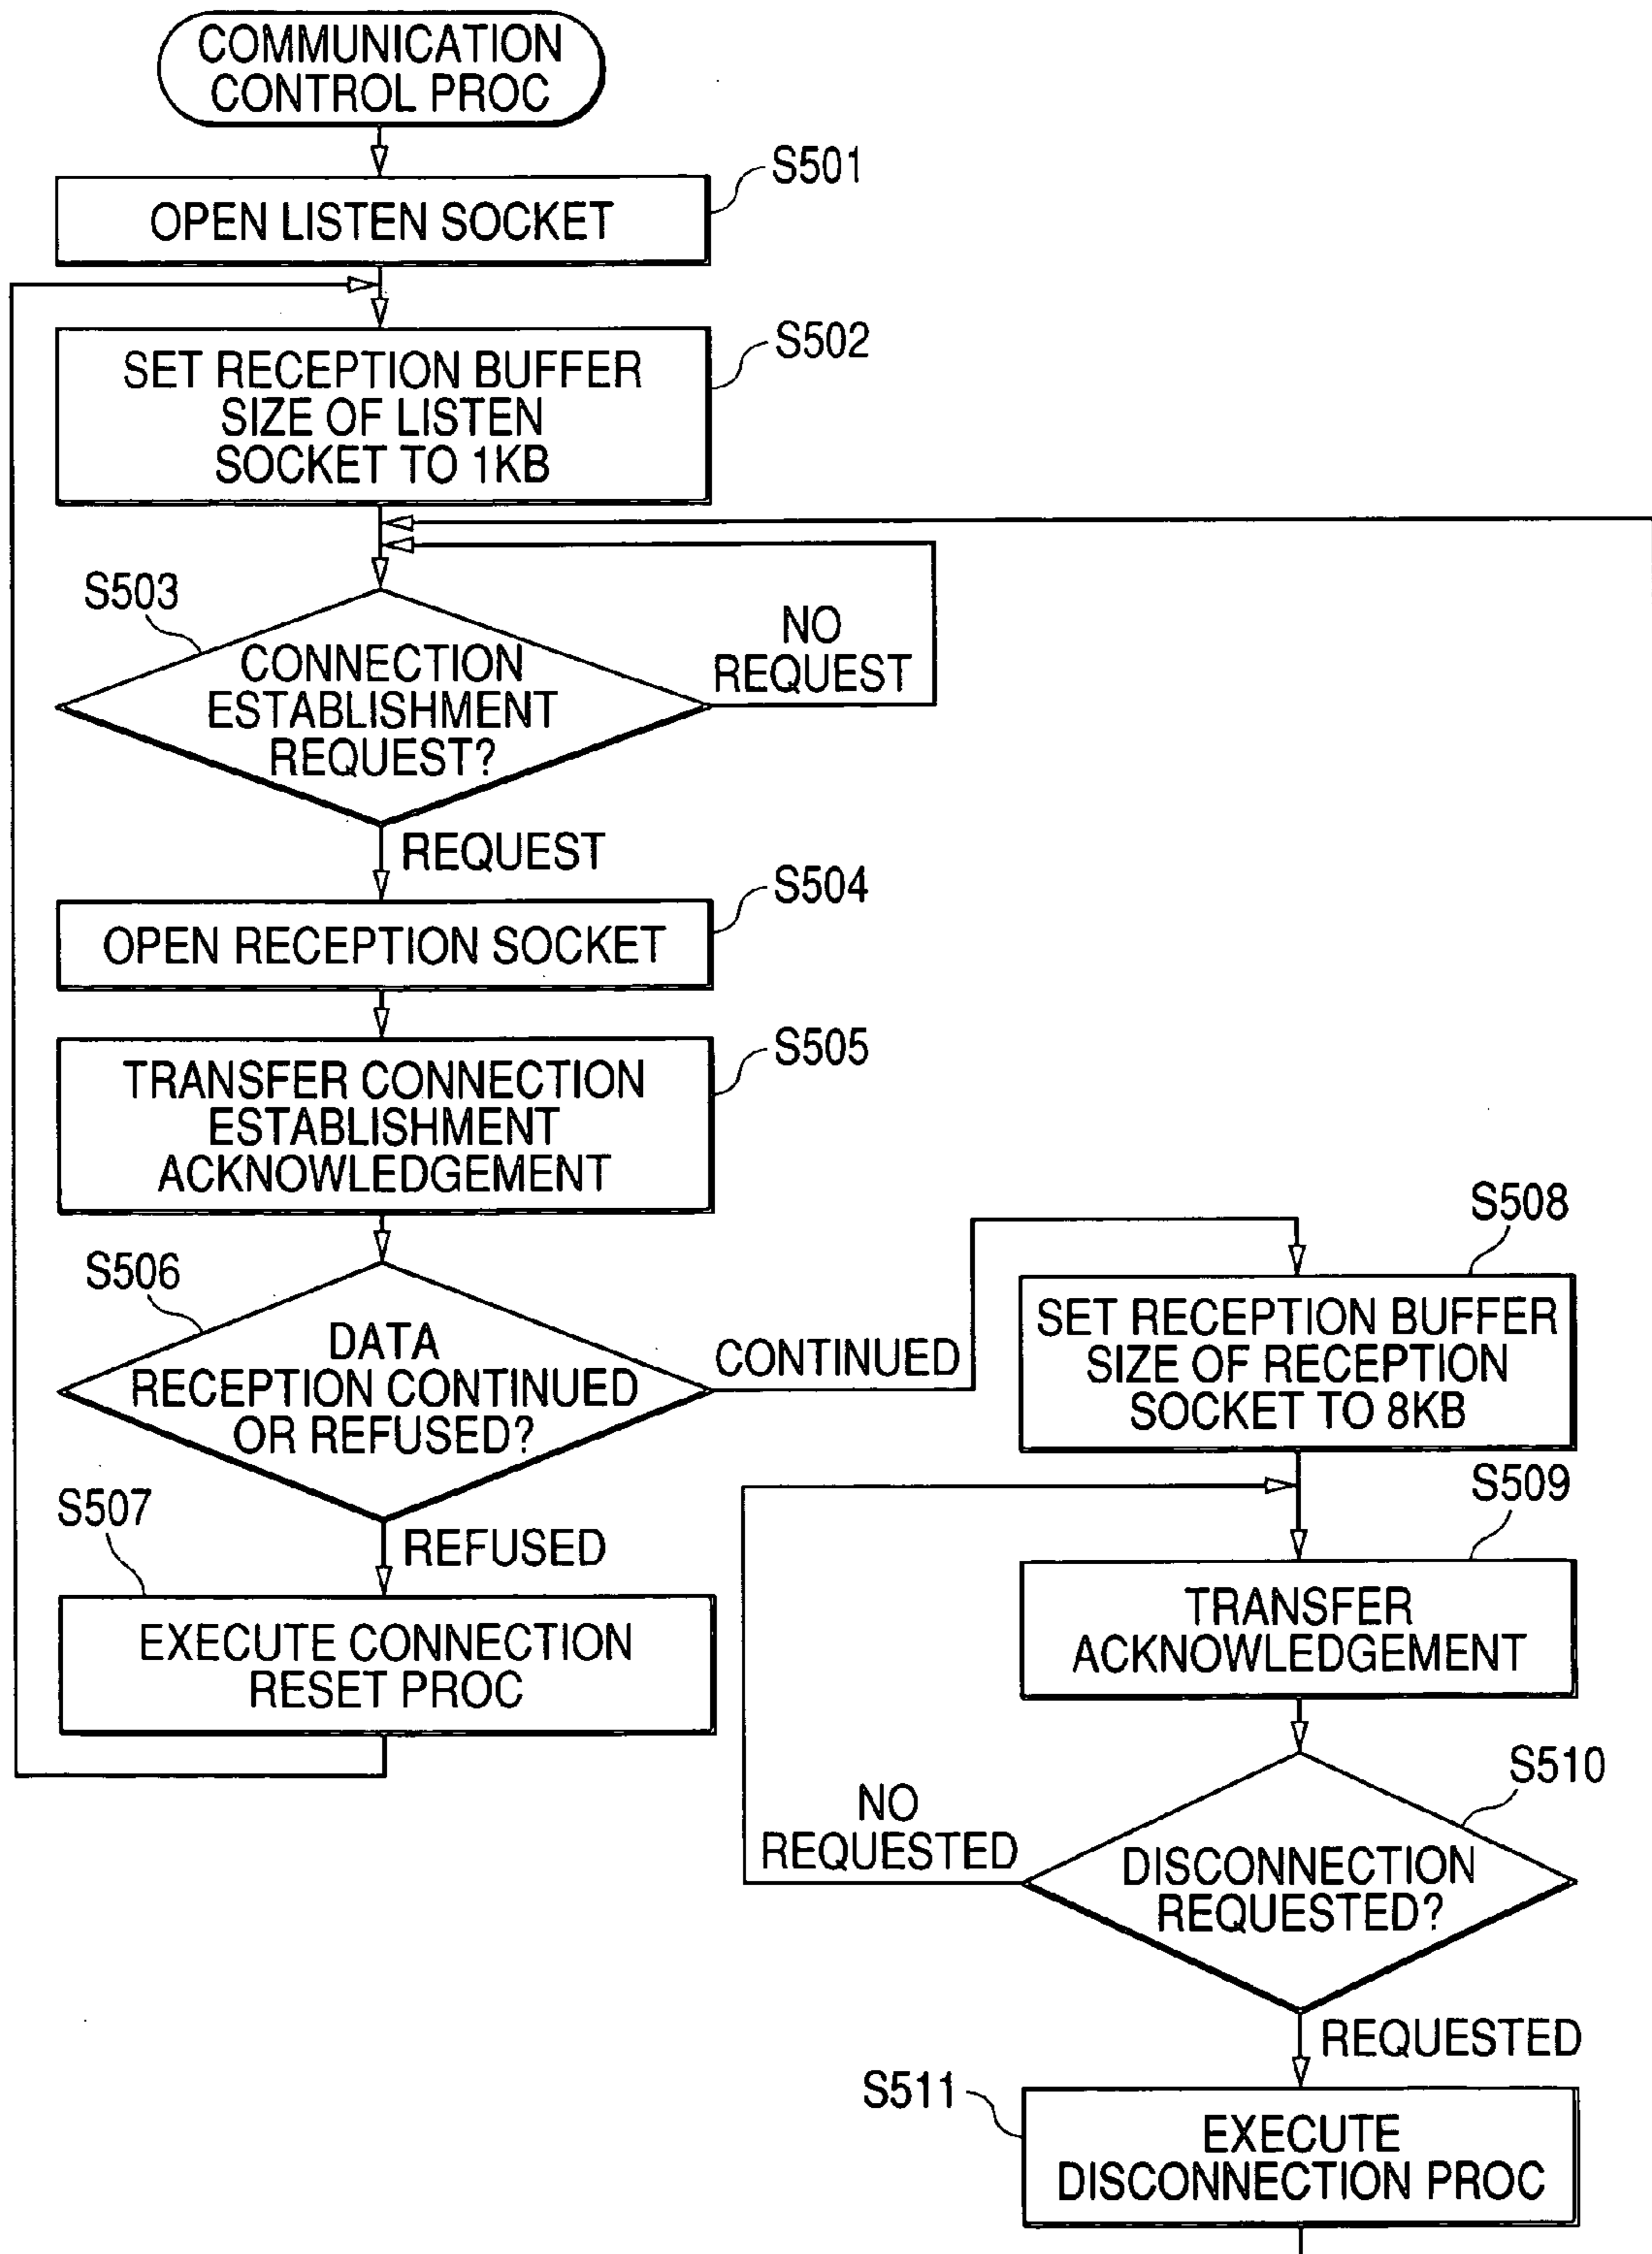 COMMUNICATION
CONTROL PROC
S501
OPEN LISTEN SOCKET
S502
SET RECEPTION BUFFER
SIZE OF LISTEN
SOCKET TO 1KB
S503
CONNECTION
ESTABLISHMENT
REQUEST?
NO
REQUEST
REQUEST
S504
OPEN RECEPTION SOCKET
S505
TRANSFER CONNECTION
ESTABLISHMENT
ACKNOWLEDGEMENT
S506
DATA
RECEPTION CONTINUED
OR REFUSED?
CONTINUED
REFUSED
S507
EXECUTE CONNECTION
RESET PROC
S508
SET RECEPTION BUFFER
SIZE OF RECEPTION
SOCKET TO 8KB
S509
TRANSFER
ACKNOWLEDGEMENT
S510
DISCONNECTION
REQUESTED?
NO
REQUESTED
REQUESTED
S511
EXECUTE
DISCONNECTION PROC